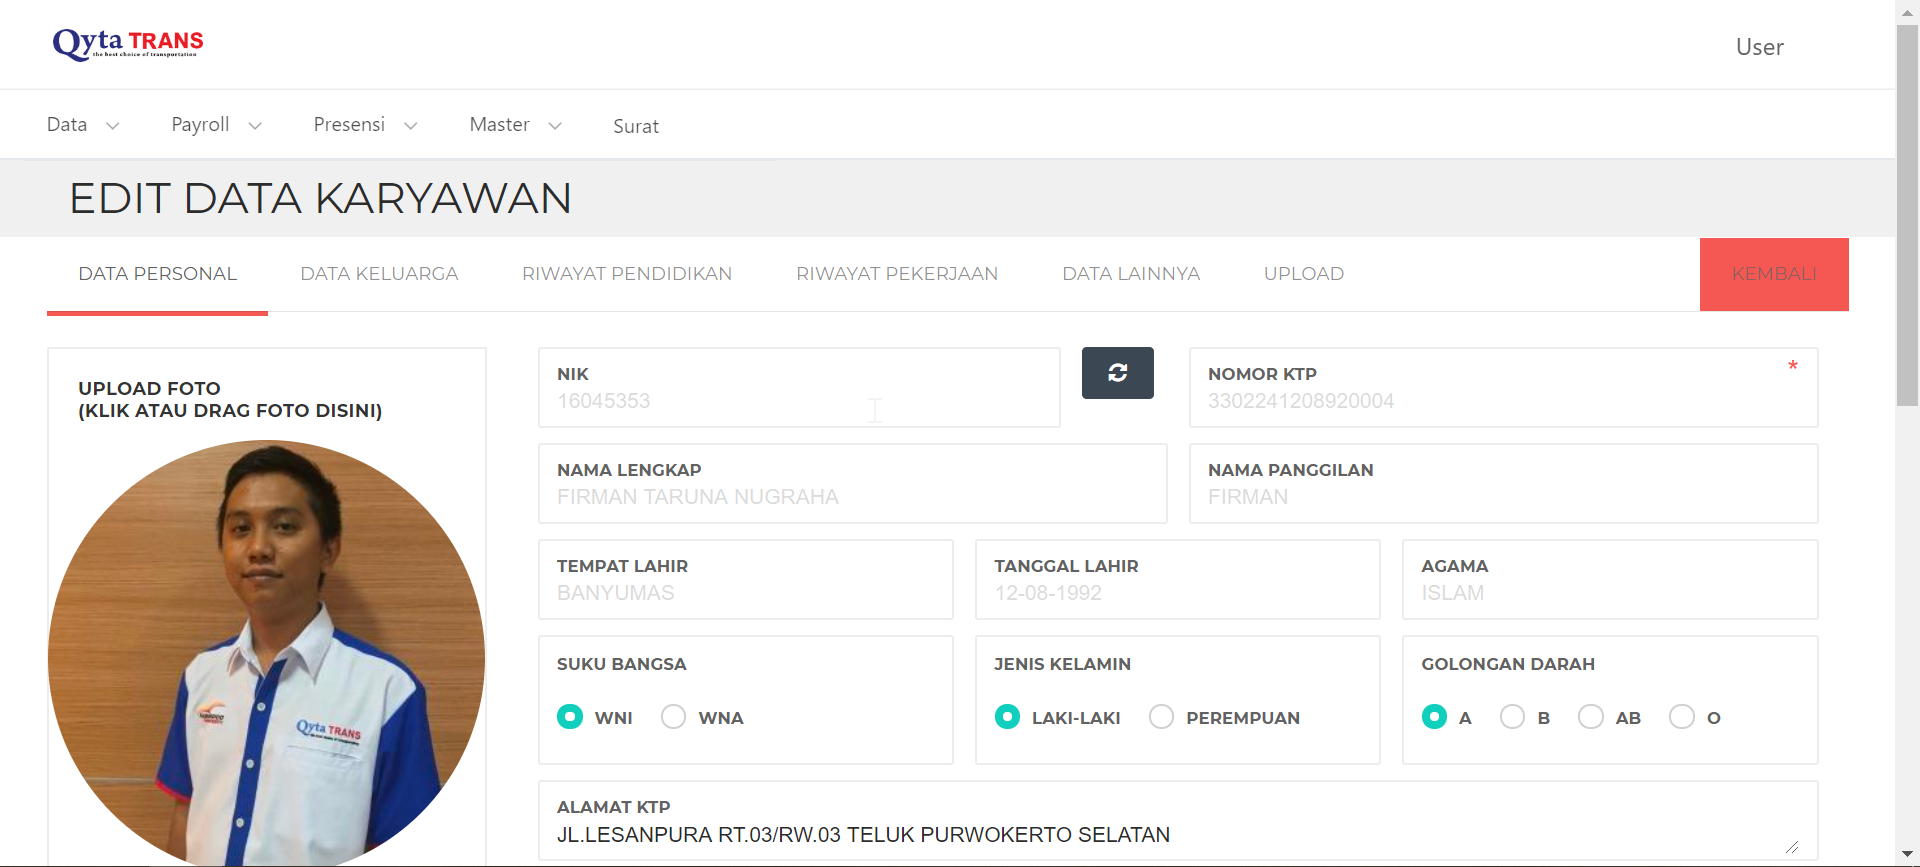 Qyta TRANS
the best choice of transportation
User
Data
Payroll
Presensi
Master
Surat
EDIT DATA KARYAWAN
DATA PERSONAL
DATA KELUARGA
RIWAYAT PENDIDIKAN
RIWAYAT PEKERJAAN
DATA LAINNYA
UPLOAD
KEMBALI
UPLOAD FOTO
(KLIK ATAU DRAG FOTO DISINI)
Qyta TRANS
NIK
16045353
NOMOR KTP *
3302241208920004
NAMA LENGKAP
FIRMAN TARUNA NUGRAHA
NAMA PANGGILAN
FIRMAN
TEMPAT LAHIR
BANYUMAS
TANGGAL LAHIR
12-08-1992
AGAMA
ISLAM
SUKU BANGSA
WNI WNA
JENIS KELAMIN
LAKI-LAKI PEREMPUAN
GOLONGAN DARAH
A B AB O
ALAMAT KTP
JL.LESANPURA RT.03/RW.03 TELUK PURWOKERTO SELATAN